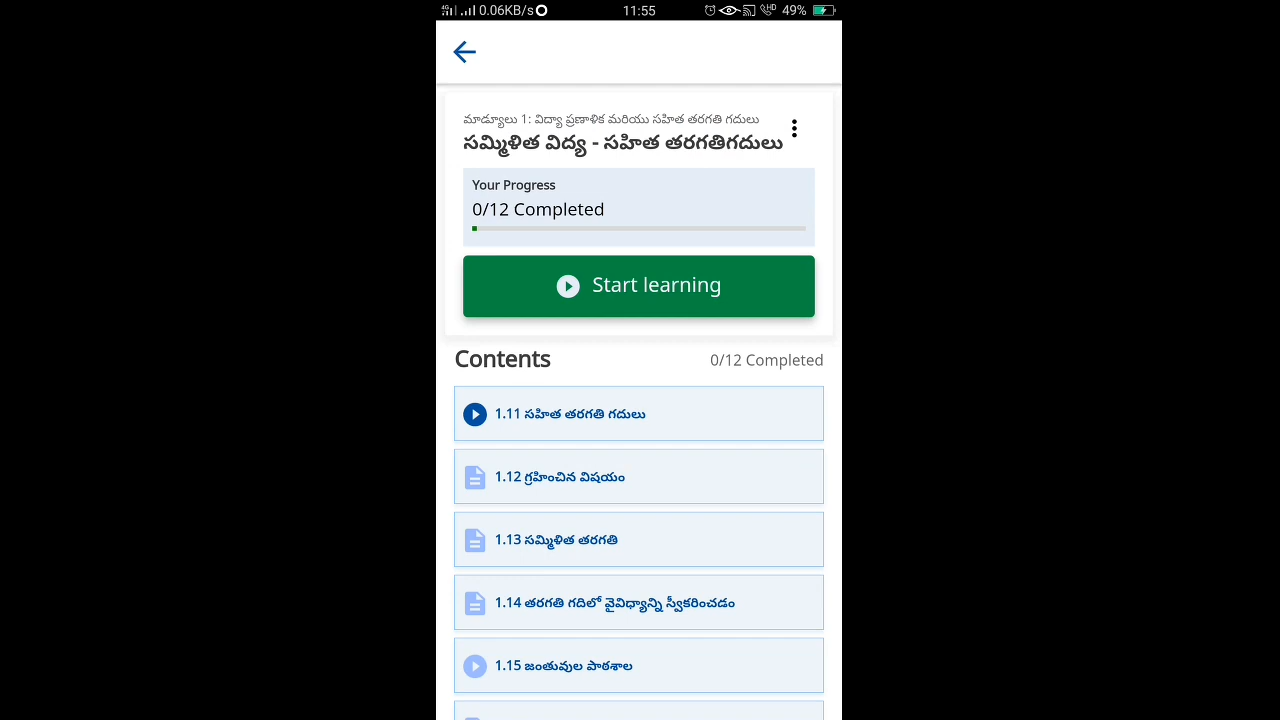 4G 0.06KB/s 11:55 HD 49%
మాడ్యూలు 1: విద్యా ప్రణాళిక మరియు సహిత తరగతి గదులు
సమ్మిళిత విద్య - సహిత తరగతిగదులు
Your Progress
0/12 Completed
Start learning
Contents 0/12 Completed
1.11 సహిత తరగతి గదులు
1.12 గ్రహించిన విషయం
1.13 సమ్మిళిత తరగతి
1.14 తరగతి గదిలో వైవిధ్యాన్ని స్వీకరించడం
1.15 జంతువుల పాఠశాల